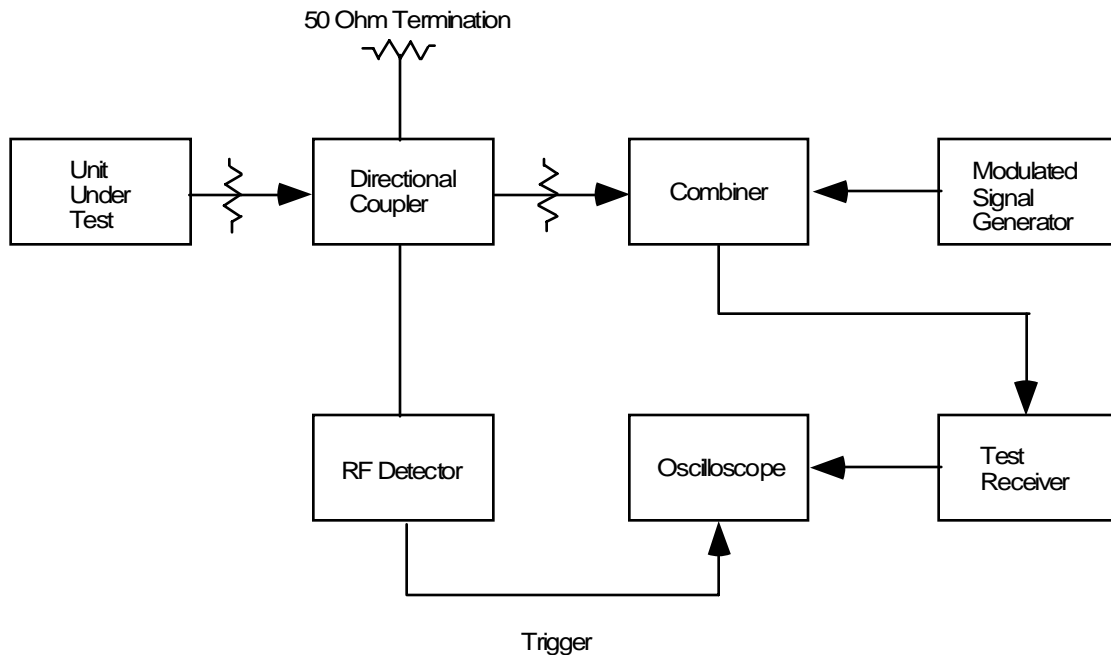 50 Ohm Termination
Unit
Under
Test
Directional
Coupler
Combiner
Modulated
Signal
Generator
RF Detector
Oscilloscope
Test
Receiver
Trigger